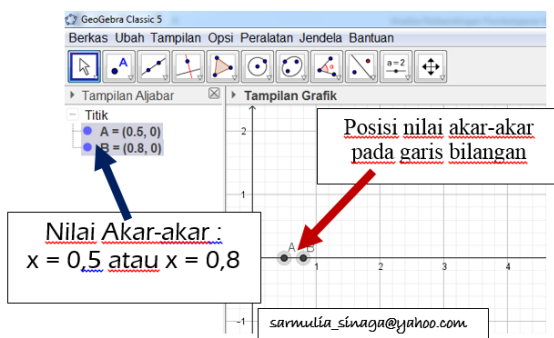 GeoGebra Classic 5
Berkas Ubah Tampilan Opsi Peralatan Jendela Bantuan
A
α
a=2
Tampilan Aljabar
Tampilan Grafik
Titik
A = (0.5, 0)
B = (0.8, 0)
Posisi nilai akar-akar
pada garis bilangan
Nilai Akar-akar :
x = 0,5 atau x = 0,8
2
1
A B
1 2 3 4
-1
sarmulia_sinaga@yahoo.com